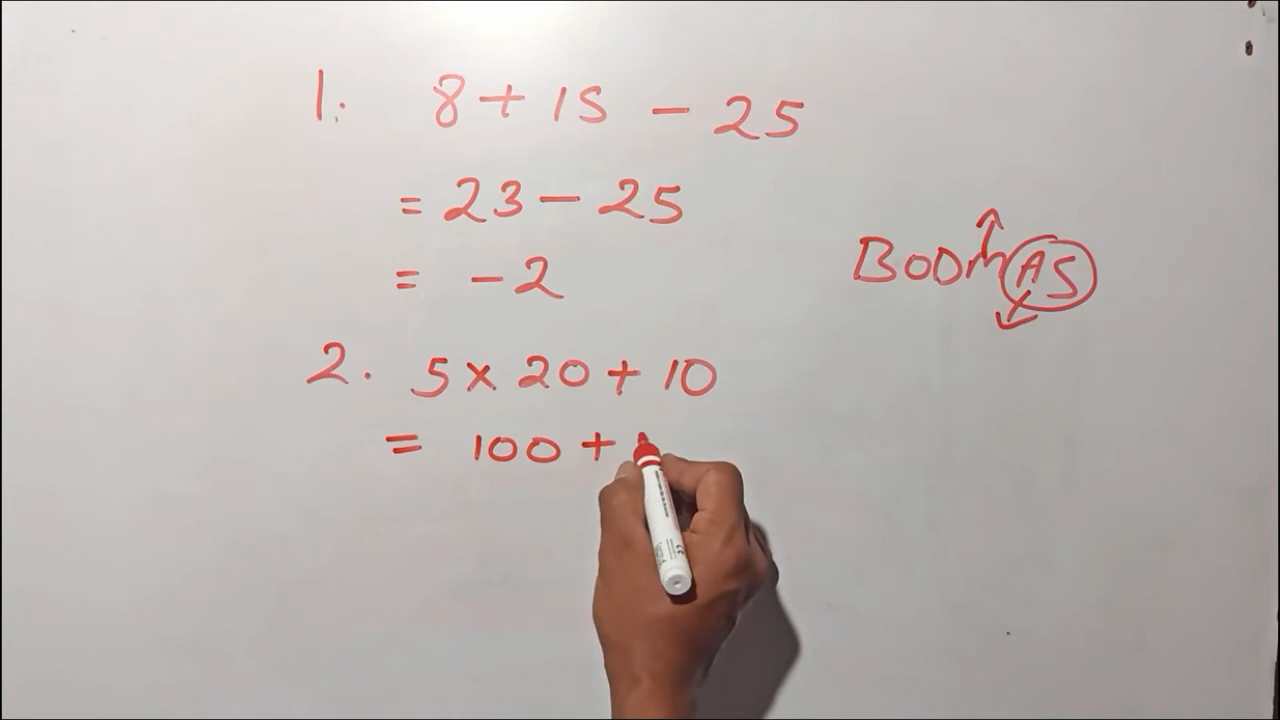 1. 8 + 15 - 25
= 23 - 25
= -2
BODMAS
2. 5 × 20 + 10
= 100 +